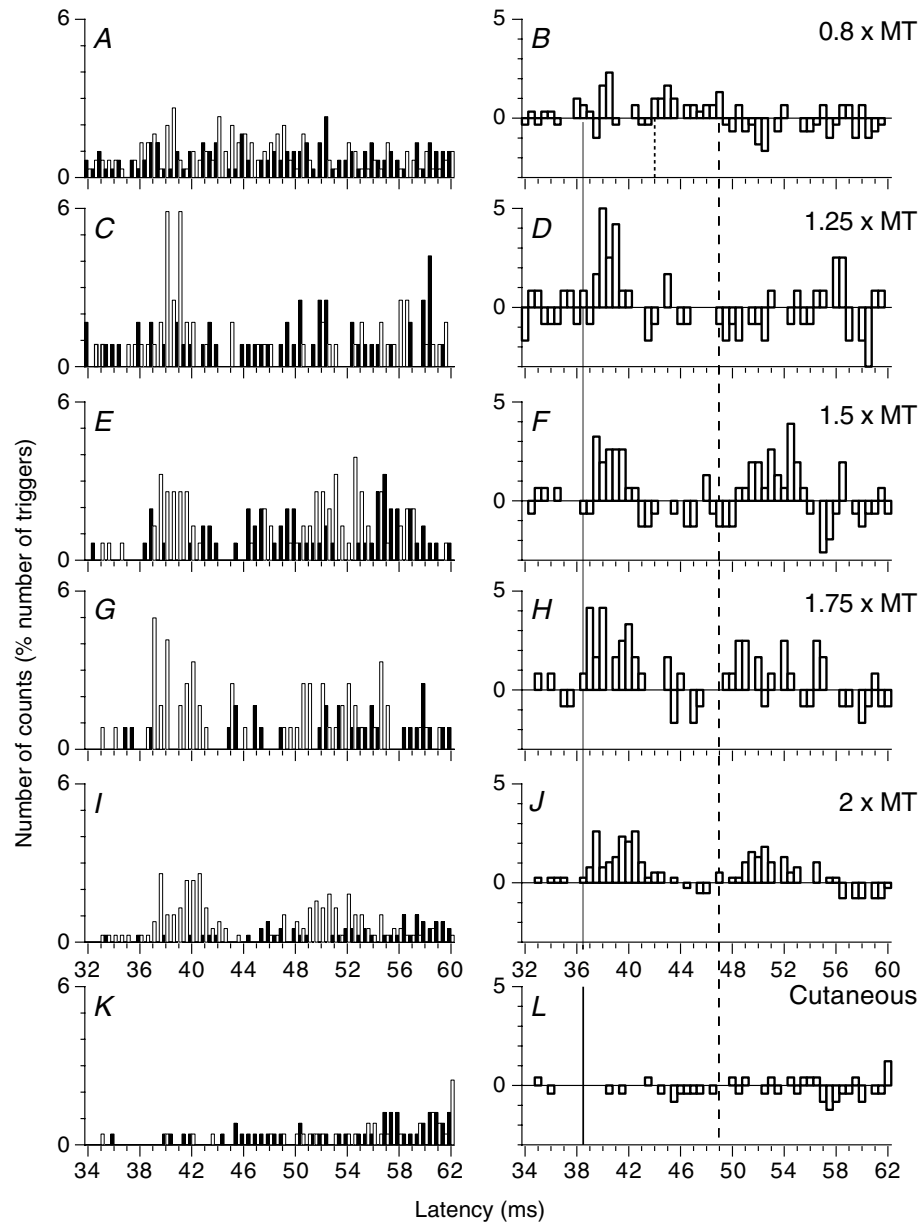 6
A
0
6
C
0
6
E
0
6
G
0
6
I
0
32 36 40 44 48 52 56 60
6
K
0
34 38 42 46 50 54 58 62
5
B
0.8 x MT
0
5
D
1.25 x MT
0
5
F
1.5 x MT
0
5
H
1.75 x MT
0
5
J
2 x MT
0
32 36 40 44 48 52 56 60
Cutaneous
5
L
0
34 38 42 46 50 54 58 62
Number of counts (% number of triggers)
Latency (ms)